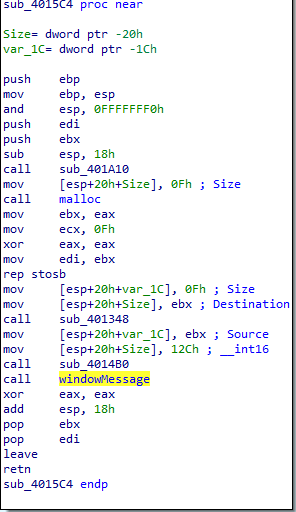 sub_4015C4 proc near
Size= dword ptr -20h
var_1C= dword ptr -1Ch
push ebp
mov ebp, esp
and esp, 0FFFFFFF0h
push edi
push ebx
sub esp, 18h
call sub_401A10
mov [esp+20h+Size], 0Fh ; Size
call malloc
mov ebx, eax
mov ecx, 0Fh
xor eax, eax
mov edi, ebx
rep stosb
mov [esp+20h+var_1C], 0Fh ; Size
mov [esp+20h+Size], ebx ; Destination
call sub_401348
mov [esp+20h+var_1C], ebx ; Source
mov [esp+20h+Size], 12Ch ; __int16
call sub_4014B0
call windowMessage
xor eax, eax
add esp, 18h
pop ebx
pop edi
leave
retn
sub_4015C4 endp